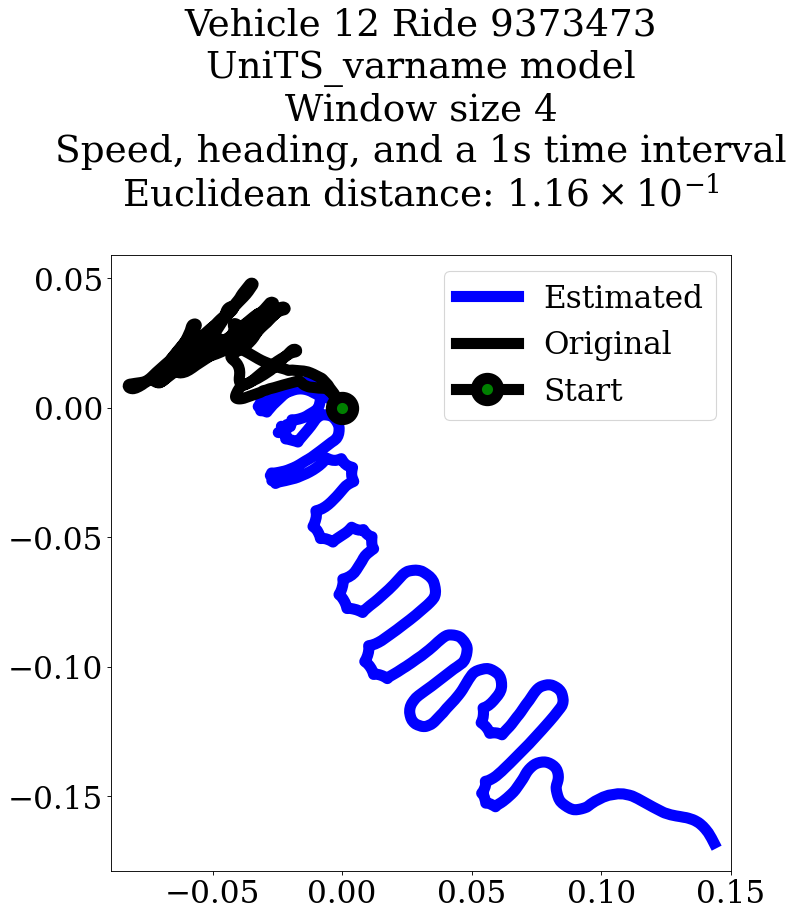 Vehicle 12 Ride 9373473
UniTS_varname model
Window size 4
Speed, heading, and a 1s time interval
Euclidean distance: 1.16 × 10⁻¹
Estimated
Original
Start
0.05
0.00
−0.05
−0.10
−0.15
−0.05 0.00 0.05 0.10 0.15